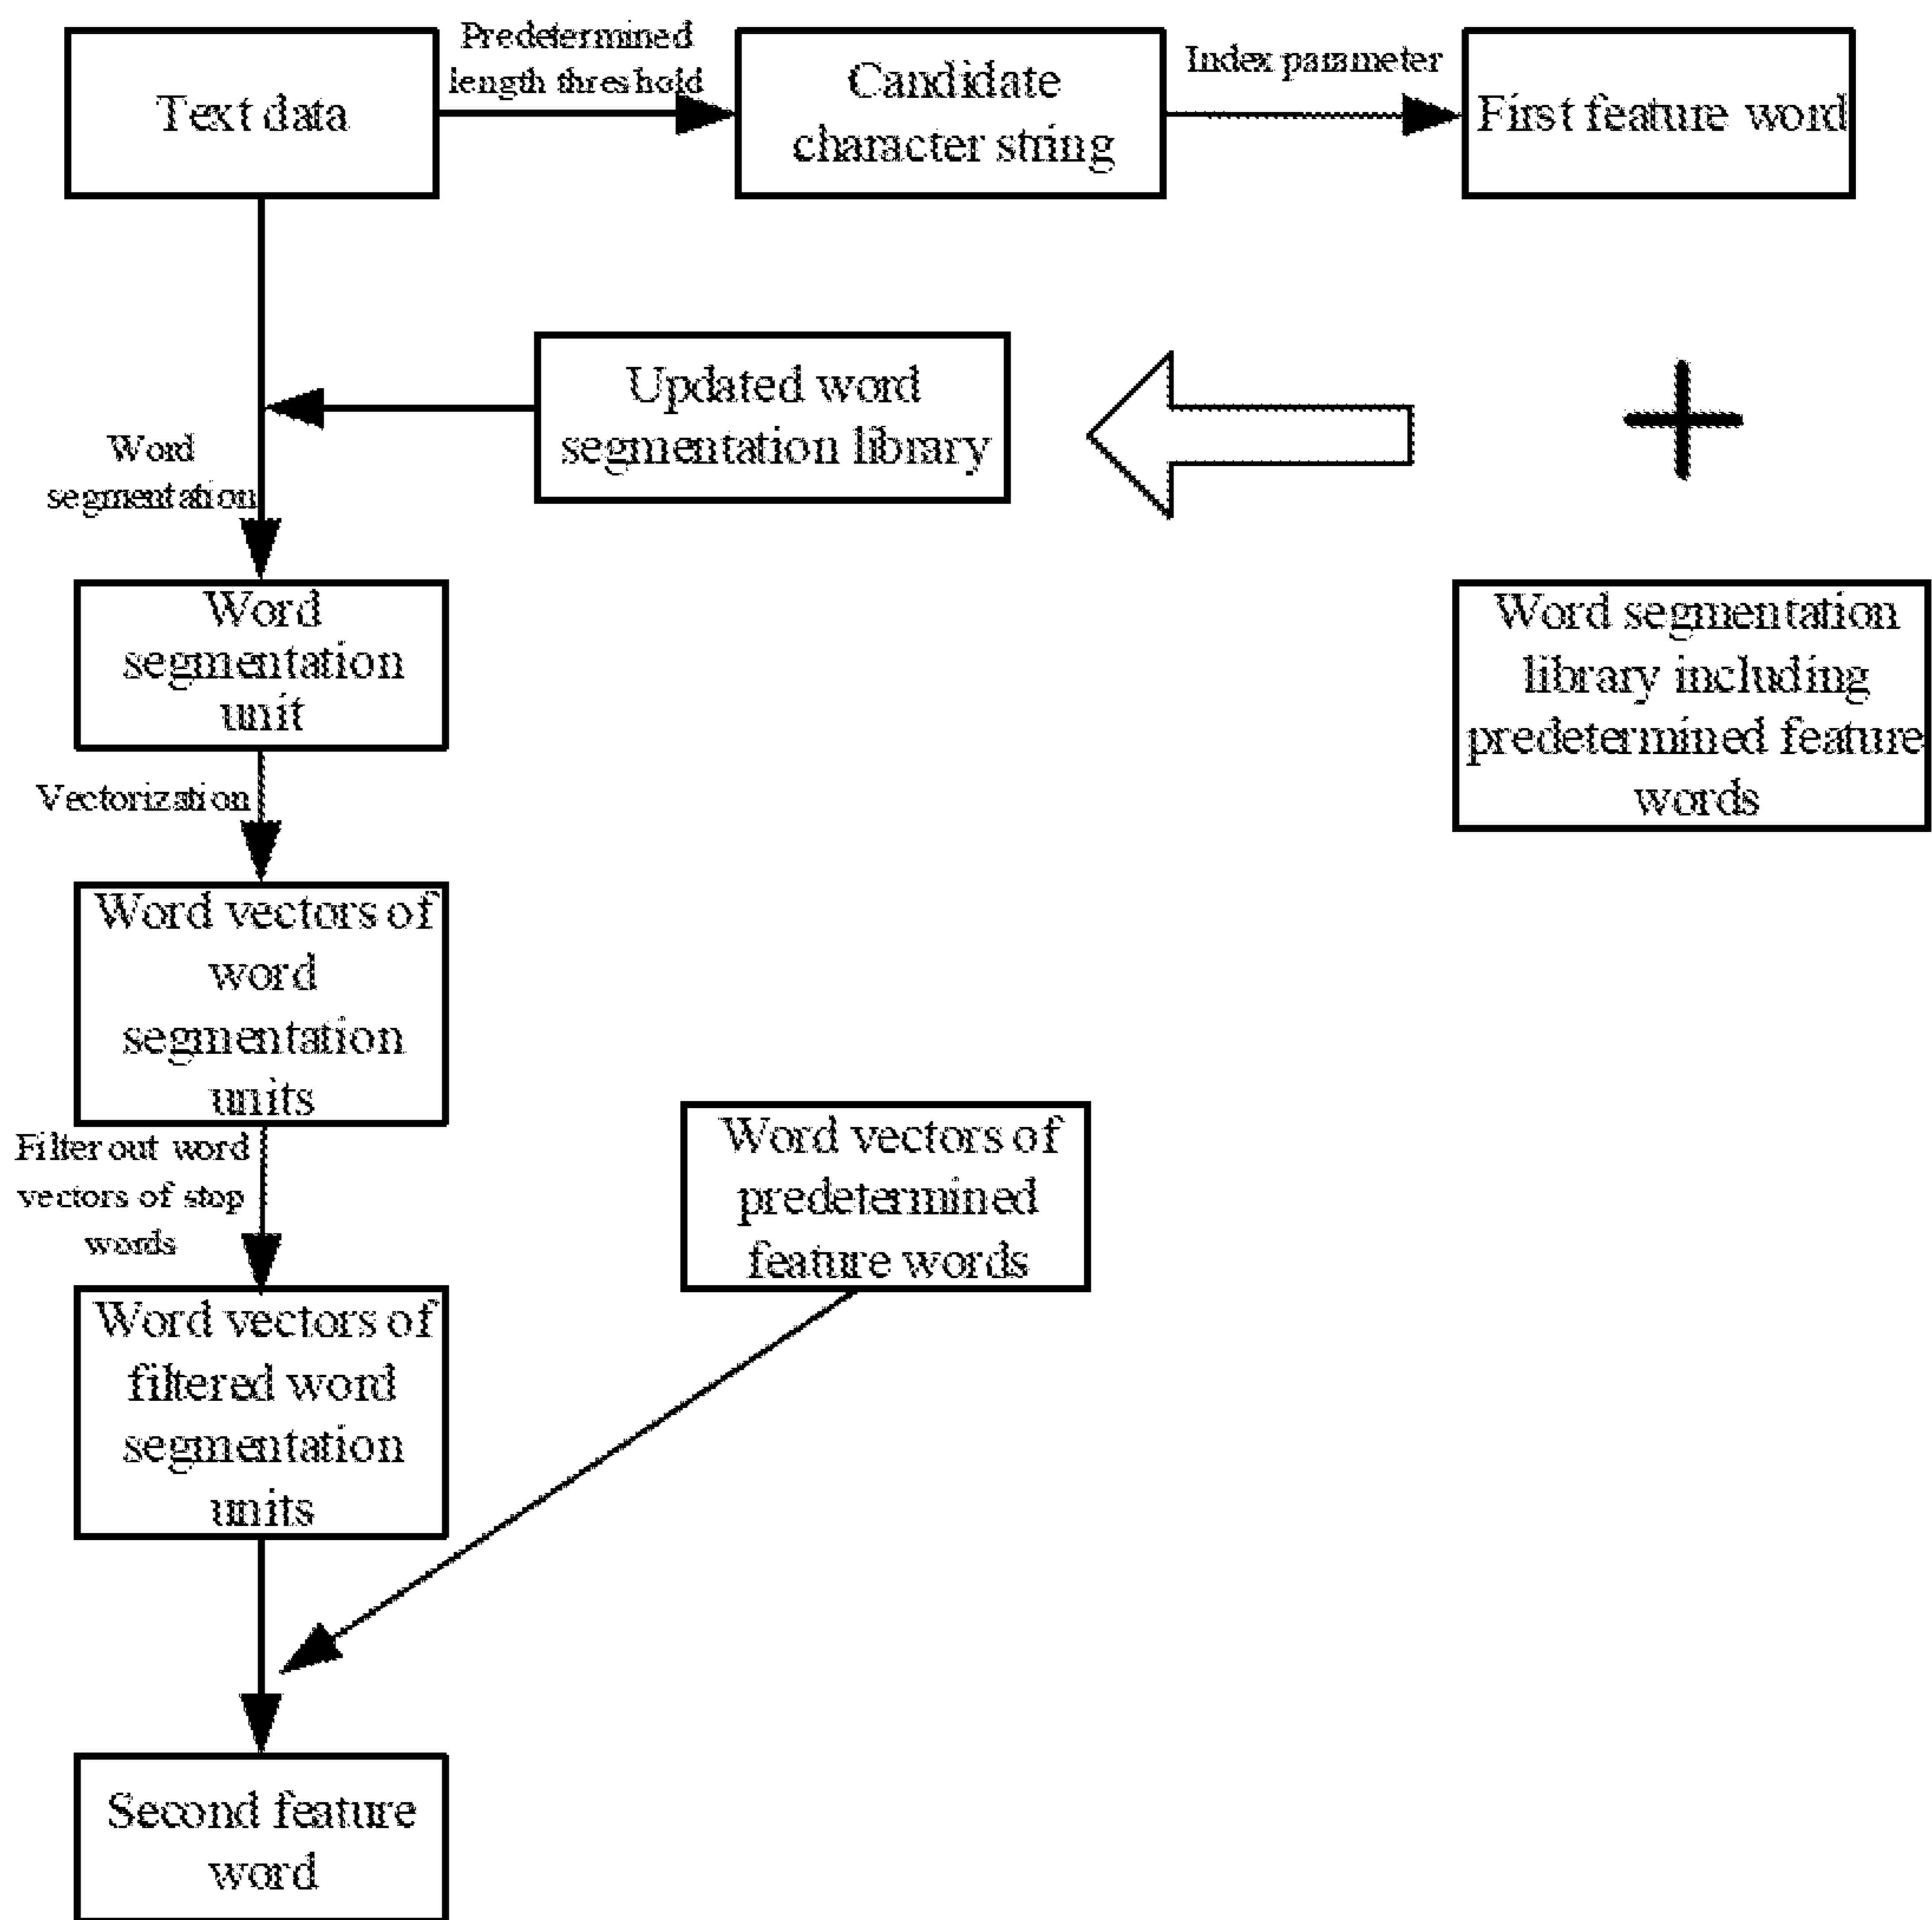 Text data
Predetermined
length threshold
Candidate
character string
Index parameter
First feature word
Updated word
segmentation library
Word
segmentation
Word
segmentation
unit
Word segmentation
library including
predetermined feature
words
Vectorization
Word vectors of
word
segmentation
units
Filter out word
vectors of stop
words
Word vectors of
predetermined
feature words
Word vectors of
filtered word
segmentation
units
Second feature
word